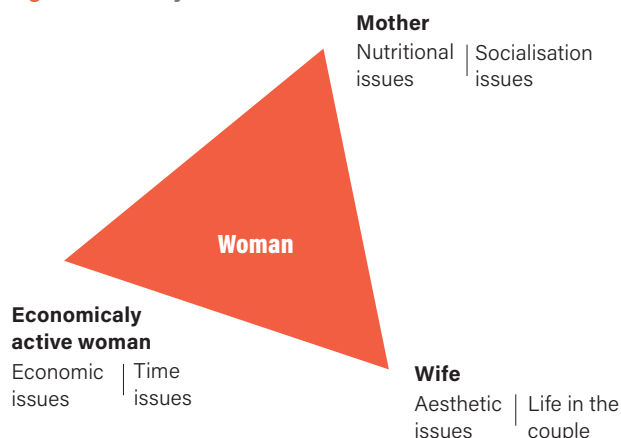 Mother
Nutritional issues | Socialisation issues
Woman
Economicaly
active woman
Economic issues | Time issues
Wife
Aesthetic issues | Life in the couple